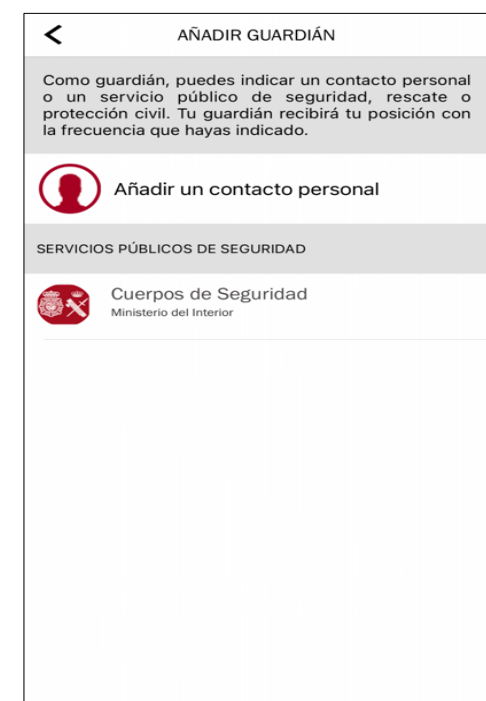 AÑADIR GUARDIÁN
Como guardián, puedes indicar un contacto personal
o un servicio público de seguridad, rescate o
protección civil. Tu guardián recibirá tu posición con
la frecuencia que hayas indicado.
Añadir un contacto personal
SERVICIOS PÚBLICOS DE SEGURIDAD
Cuerpos de Seguridad
Ministerio del Interior